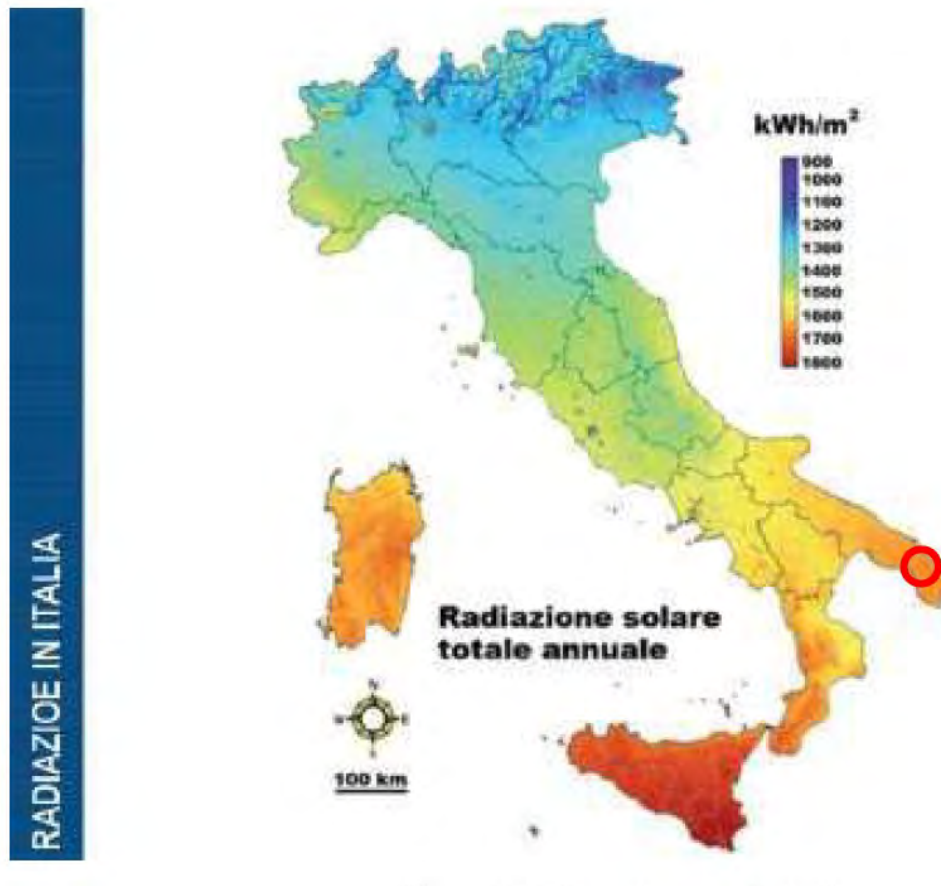 RADIAZIOE IN ITALIA
kWh/m²
900
1000
1100
1200
1300
1400
1500
1600
1700
1800
Radiazione solare
totale annuale
N
W E
S
100 km